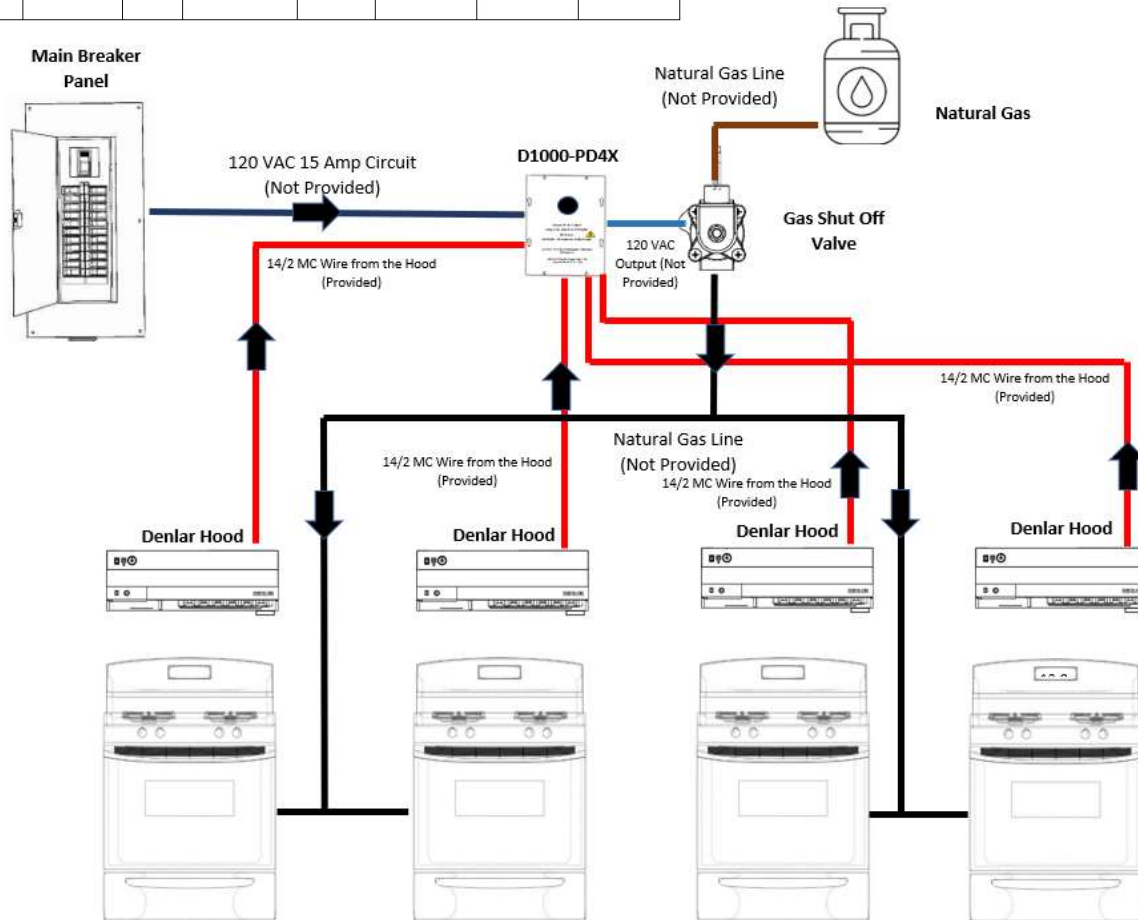 Main Breaker
Panel
Natural Gas Line
(Not Provided)
Natural Gas
D1000-PD4X
120 VAC 15 Amp Circuit
(Not Provided)
Gas Shut Off
Valve
120 VAC
Output (Not
Provided)
14/2 MC Wire from the Hood
(Provided)
14/2 MC Wire from the Hood
(Provided)
Natural Gas Line
(Not Provided)
14/2 MC Wire from the Hood
(Provided)
14/2 MC Wire from the Hood
(Provided)
Denlar Hood
Denlar Hood
Denlar Hood
Denlar Hood